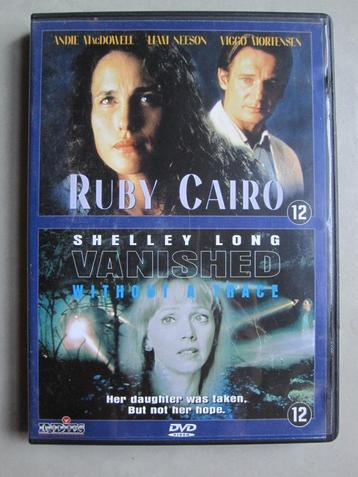 ANDIE MACDOWELL LIAM NEESON VIGGO MORTENSEN
RUBY CAIRO
12
SHELLEY LONG
VANISHED
WITHOUT A TRACE
Her daughter was taken.
But not her hope.
12
DVD
VIDEO